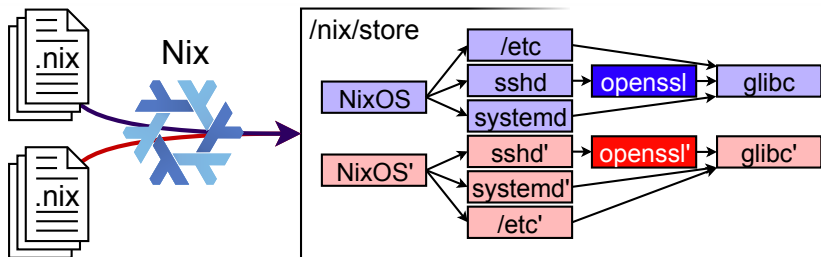 .nix
Nix
.nix
/nix/store
/etc
NixOS
sshd
openssl
glibc
systemd
NixOS'
sshd'
openssl'
glibc'
systemd'
/etc'